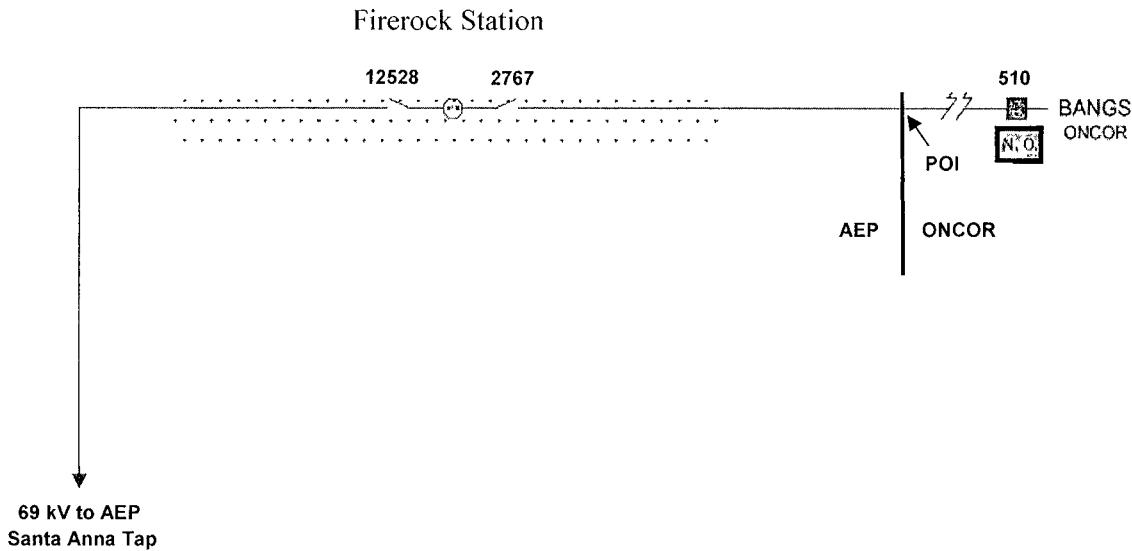 Firerock Station
12528 2767 510
BANGS
ONCOR
N. O.
POI
AEP ONCOR
69 kV to AEP
Santa Anna Tap